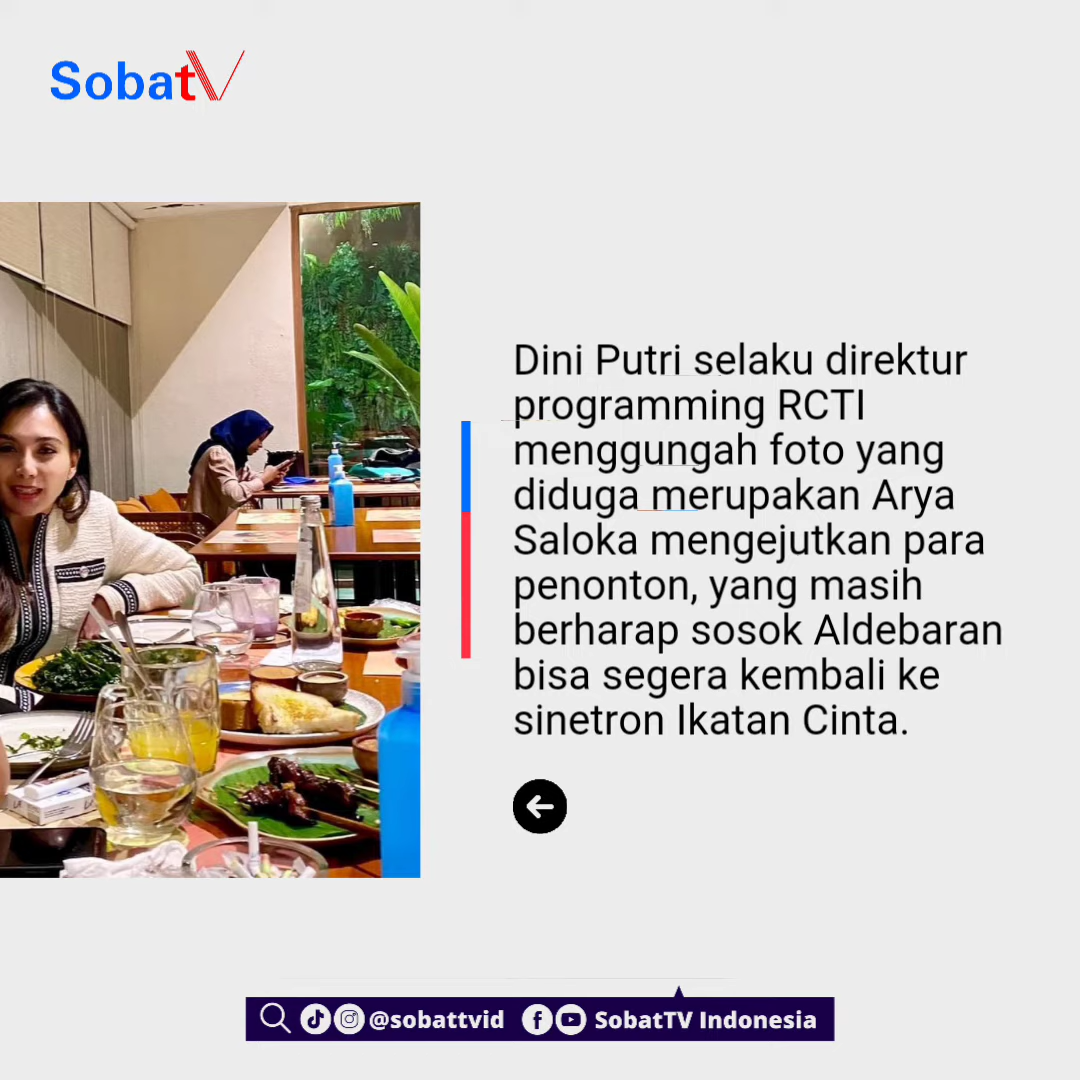 SobatV
Dini Putri selaku direktur
programming RCTI
menggungah foto yang
diduga merupakan Arya
Saloka mengejutkan para
penonton, yang masih
berharap sosok Aldebaran
bisa segera kembali ke
sinetron Ikatan Cinta.
@sobattvid SobatTV Indonesia